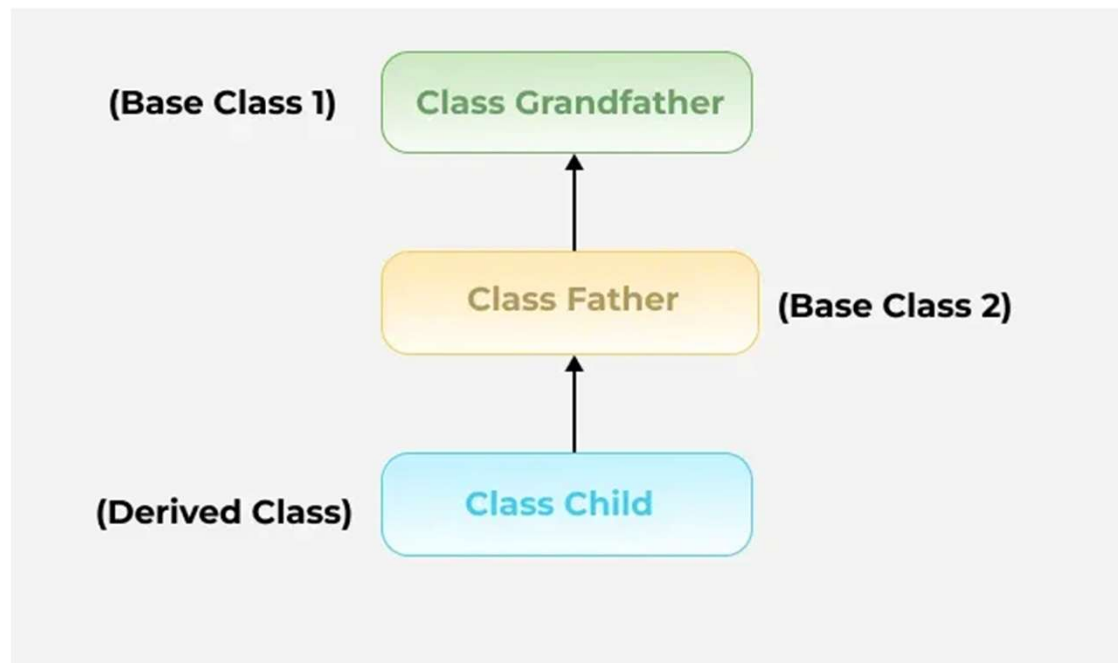 (Base Class 1) Class Grandfather
Class Father (Base Class 2)
(Derived Class) Class Child